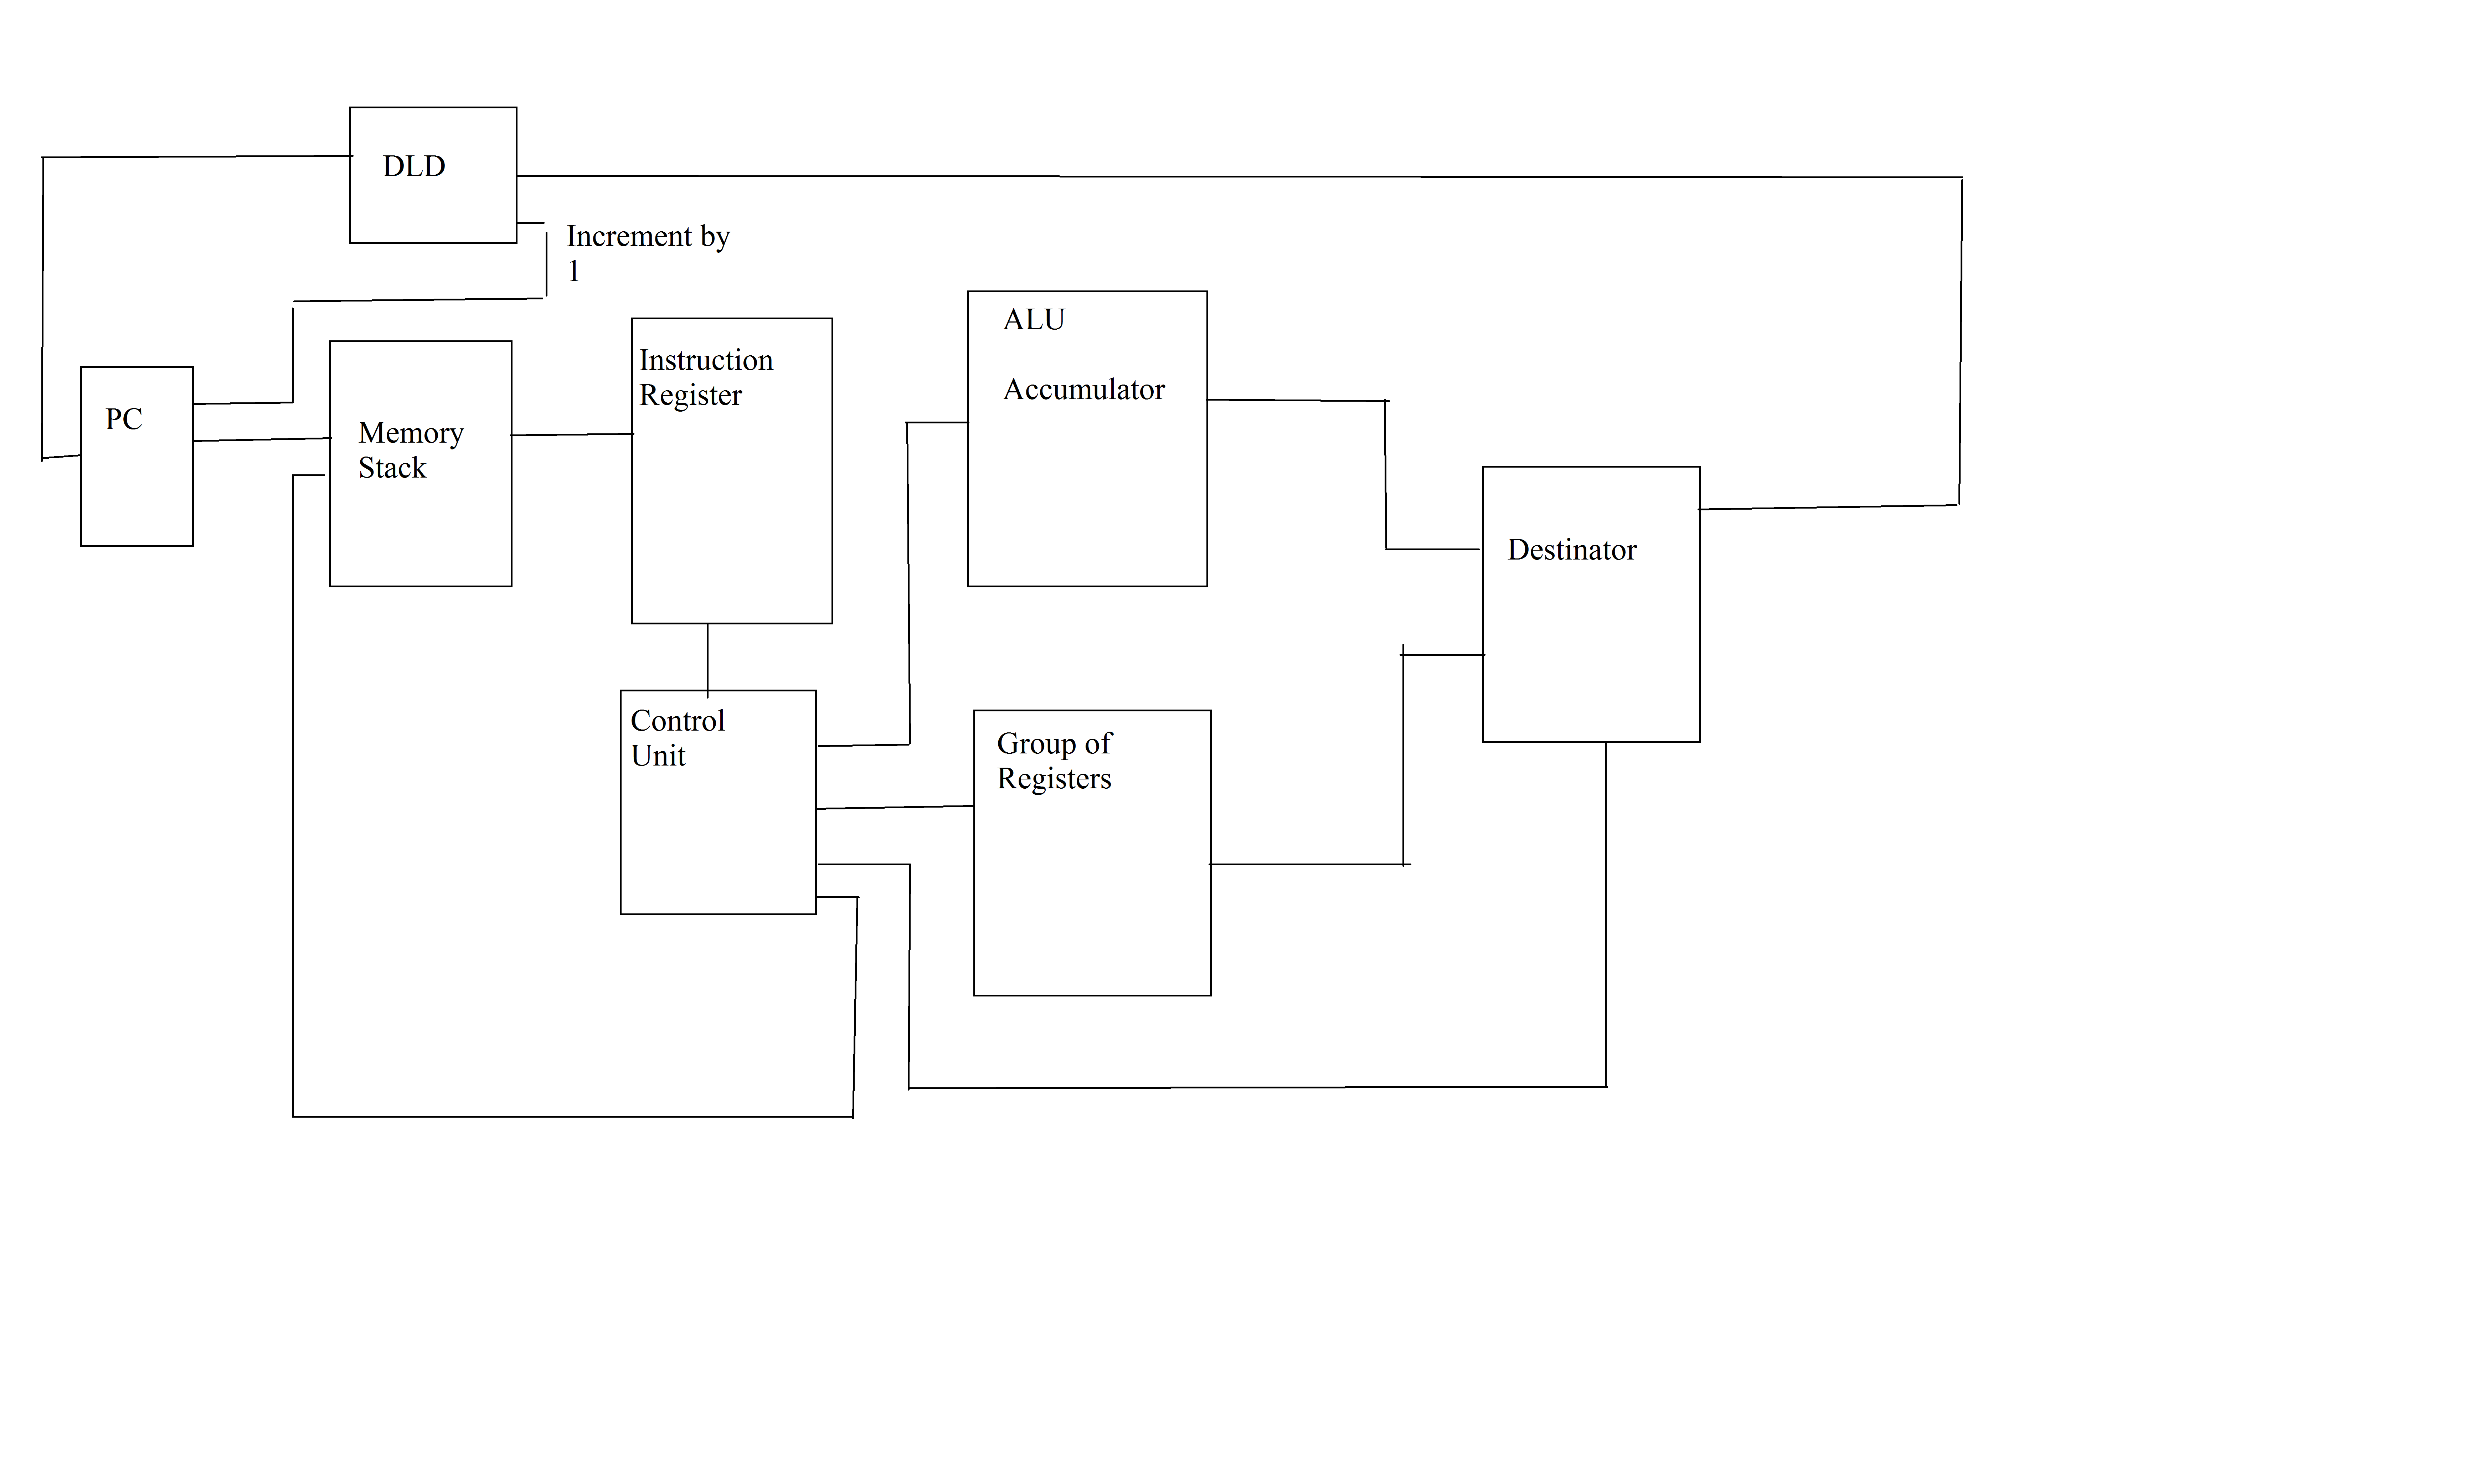 DLD
Increment by
1
PC
Memory
Stack
Instruction
Register
ALU
Accumulator
Control
Unit
Group of
Registers
Destinator